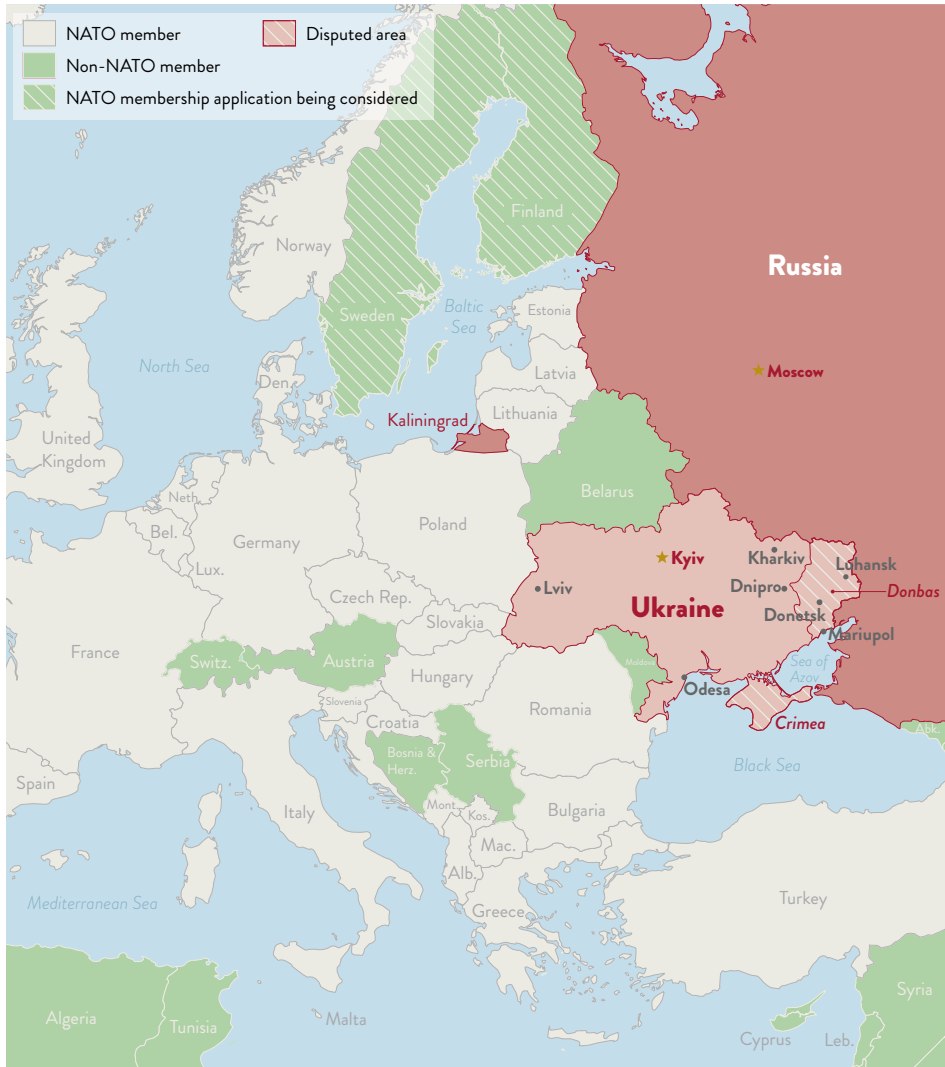 NATO member
Disputed area
Non-NATO member
NATO membership application being considered
Finland
Norway
Russia
Sweden
Baltic
Sea
Estonia
North Sea
Moscow
Den.
Latvia
Lithuania
Kaliningrad
United
Kingdom
Neth.
Belarus
Bel.
Poland
Germany
Kyiv
Kharkiv
Luhansk
Lux.
Lviv
Dnipro
Donbas
Czech Rep.
Ukraine
Donetsk
Slovakia
Mariupol
France
Switz.
Austria
Moldova
Sea of
Azov
Hungary
Odesa
Slovenia
Romania
Croatia
Crimea
Abk.
Bosnia &
Herz.
Serbia
Black Sea
Spain
Italy
Mont.
Kos.
Bulgaria
Mac.
Alb.
Mediterranean Sea
Greece
Turkey
Syria
Algeria
Tunisia
Malta
Cyprus
Leb.